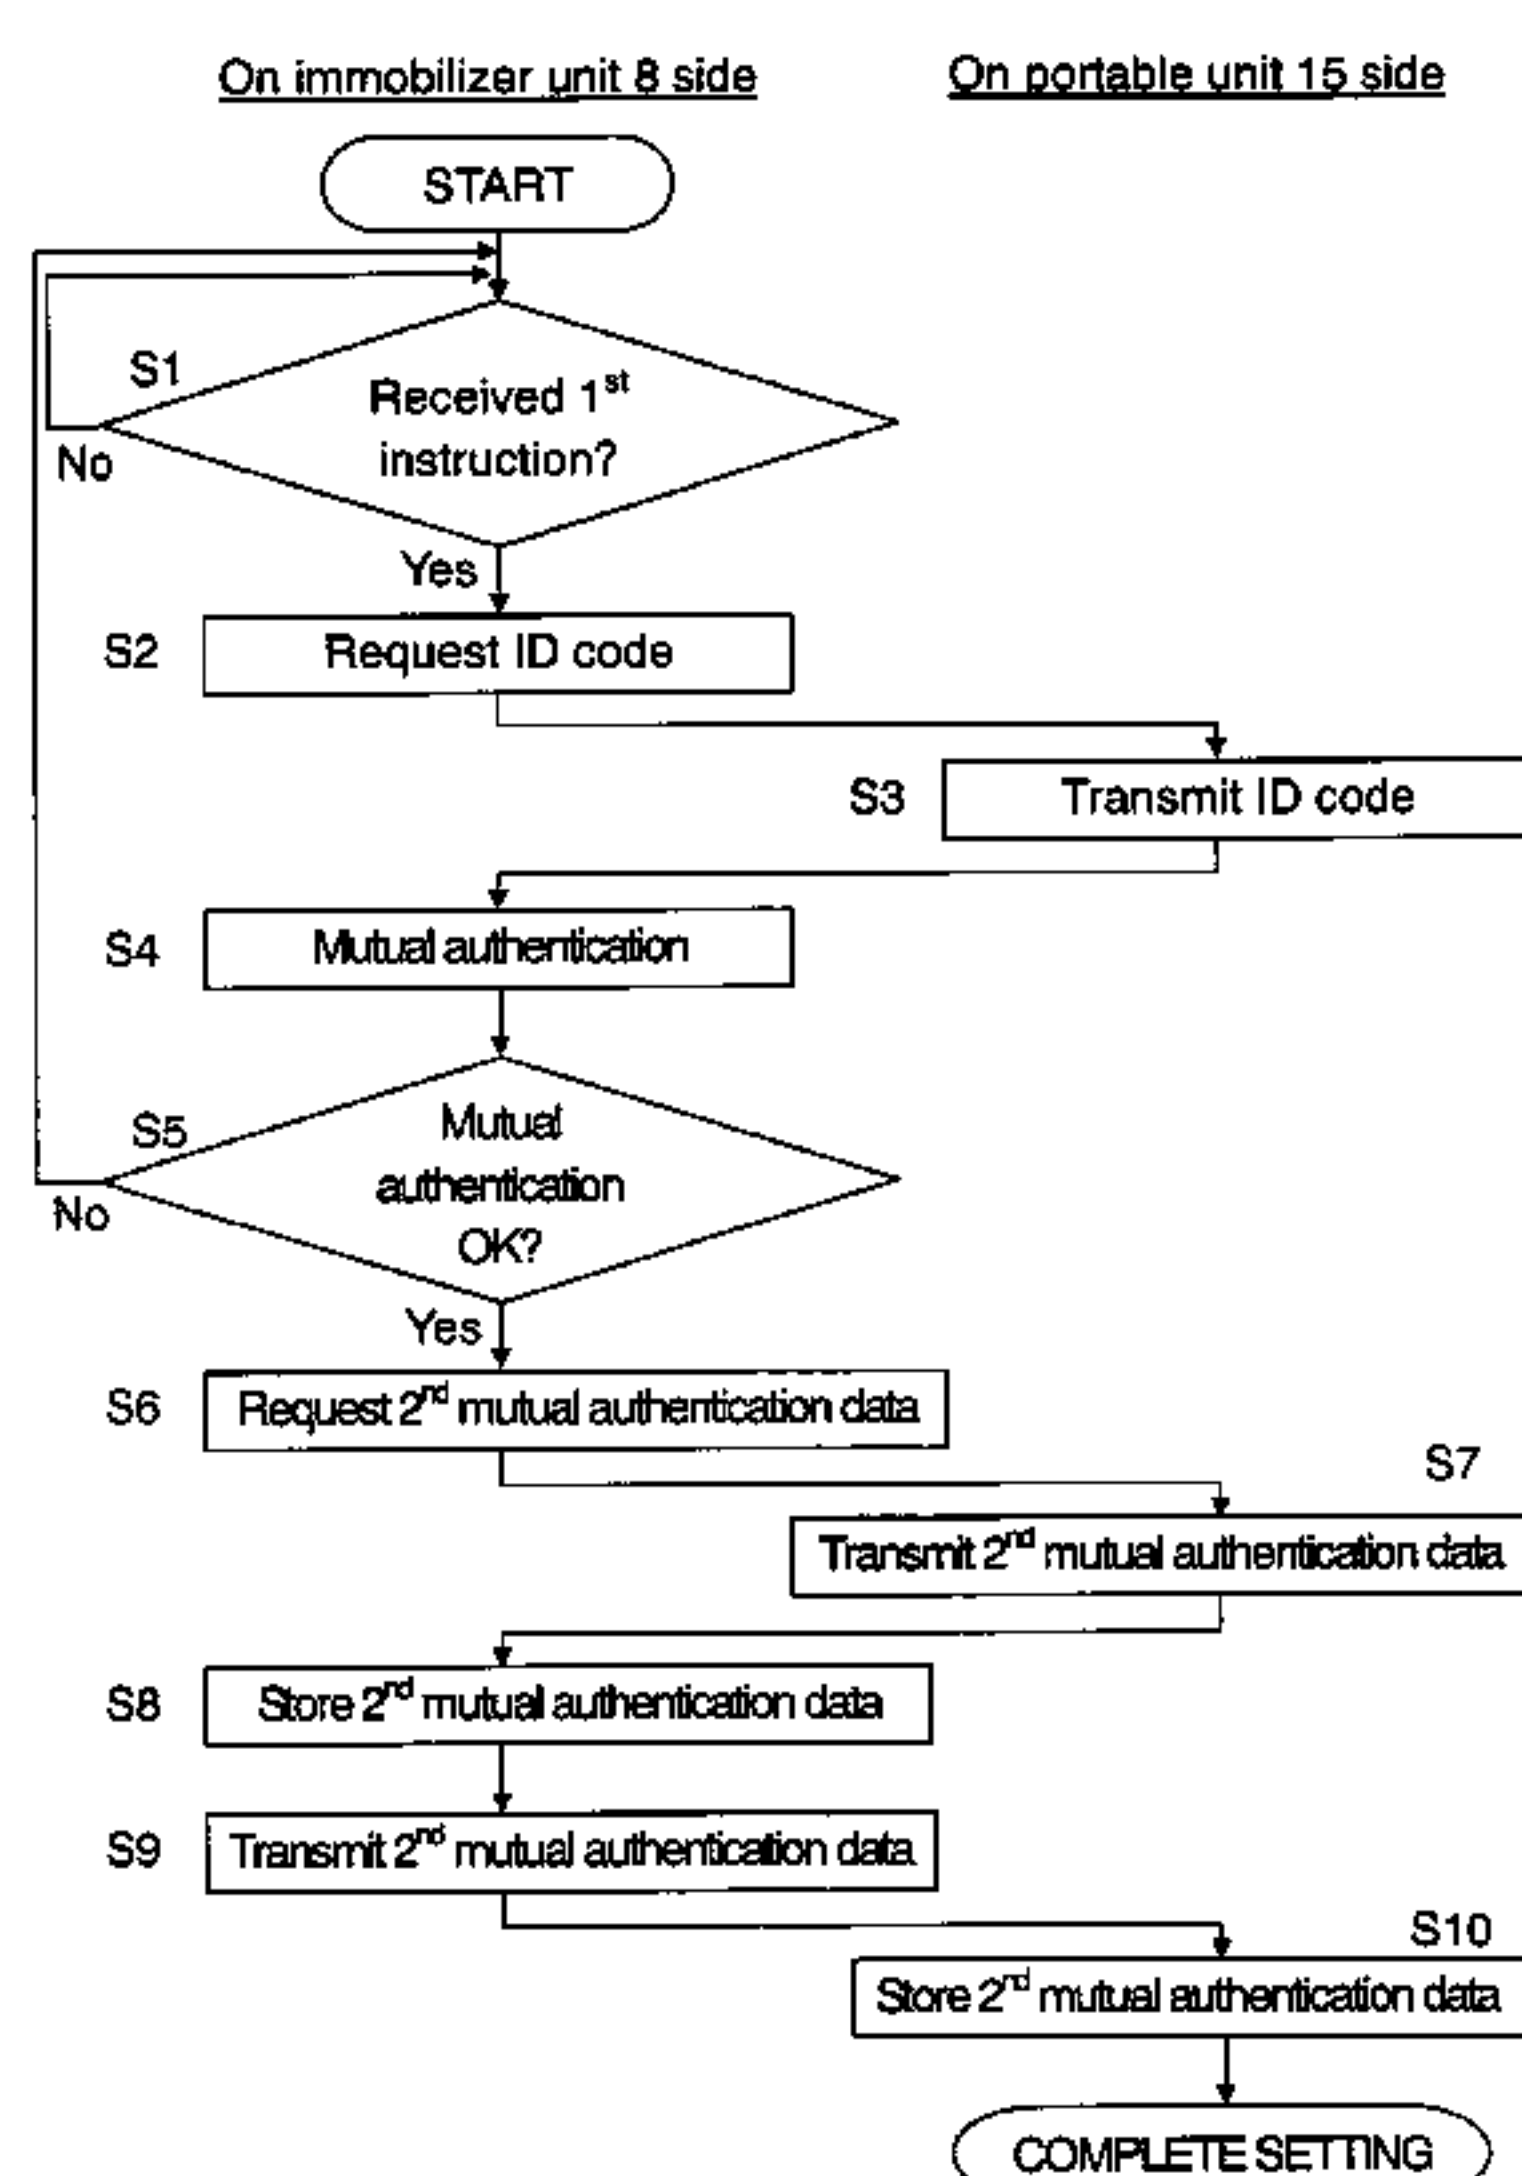 On immobilizer unit 8 side
On portable unit 15 side
START
S1
Received 1st
instruction?
No
Yes
S2
Request ID code
S3
Transmit ID code
S4
Mutual authentication
S5
Mutual
authentication
OK?
No
Yes
S6
Request 2nd mutual authentication data
S7
Transmit 2nd mutual authentication data
S8
Store 2nd mutual authentication data
S9
Transmit 2nd mutual authentication data
S10
Store 2nd mutual authentication data
COMPLETE SETTING